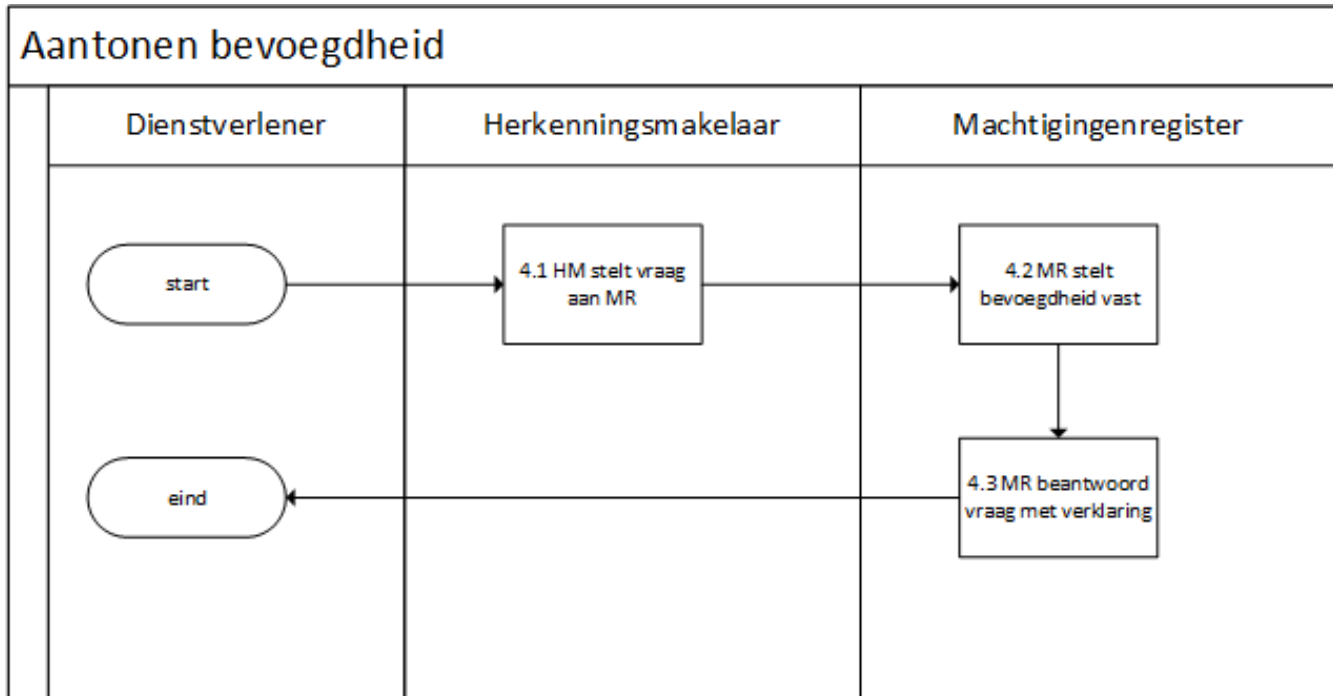 Aantonen bevoegdheid
Dienstverlener
Herkenningsmakelaar
Machtigingenregister
start
4.1 HM stelt vraag
aan MR
4.2 MR stelt
bevoegdheid vast
eind
4.3 MR beantwoord
vraag met verklaring